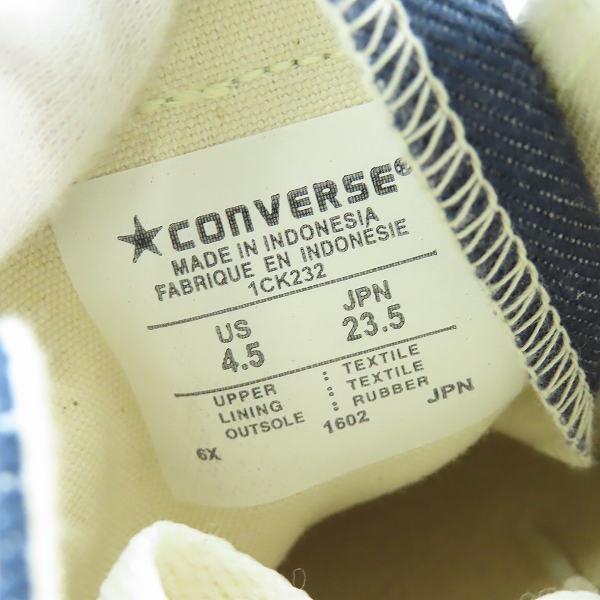 ★CONVERSE®
MADE IN INDONESIA
FABRIQUE EN INDONÉSIE
1CK232
US JPN
4.5 23.5
UPPER : TEXTILE
LINING : TEXTILE
OUTSOLE : RUBBER
6X 1602 JPN